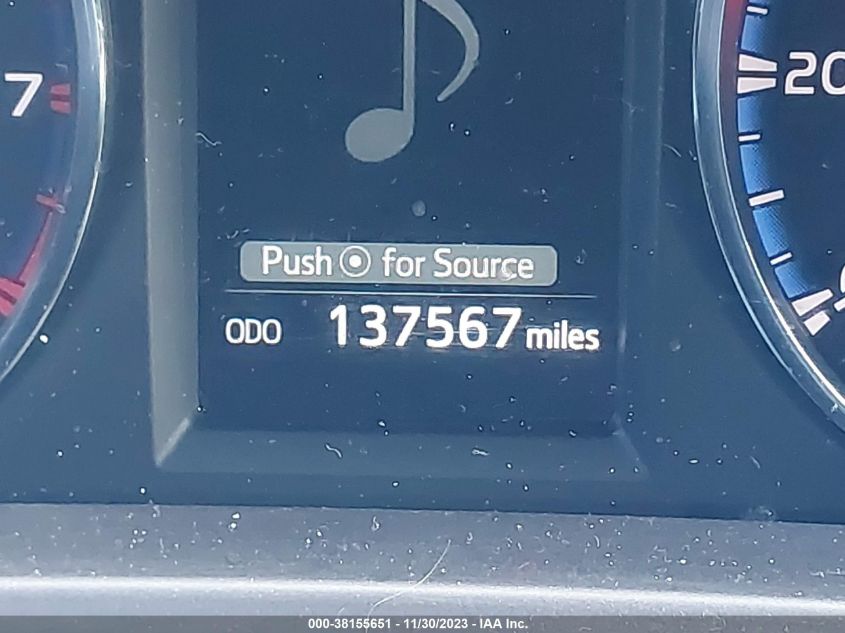 7
20
Push for Source
ODO 137567 miles
000-38155651 - 11/30/2023 - IAA Inc.